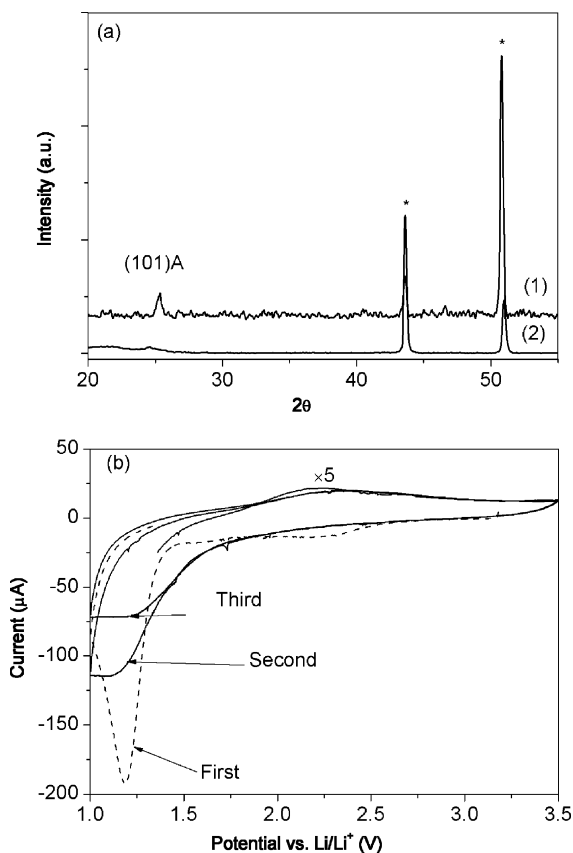 (a)
*
*
(101)A
(1)
(2)
Intensity (a.u.)
20 30 40 50
2θ
(b)
×5
50
0
-50
-100
-150
-200
Third
Second
First
Current (μA)
1.0 1.5 2.0 2.5 3.0 3.5
Potential vs. Li/Li⁺ (V)